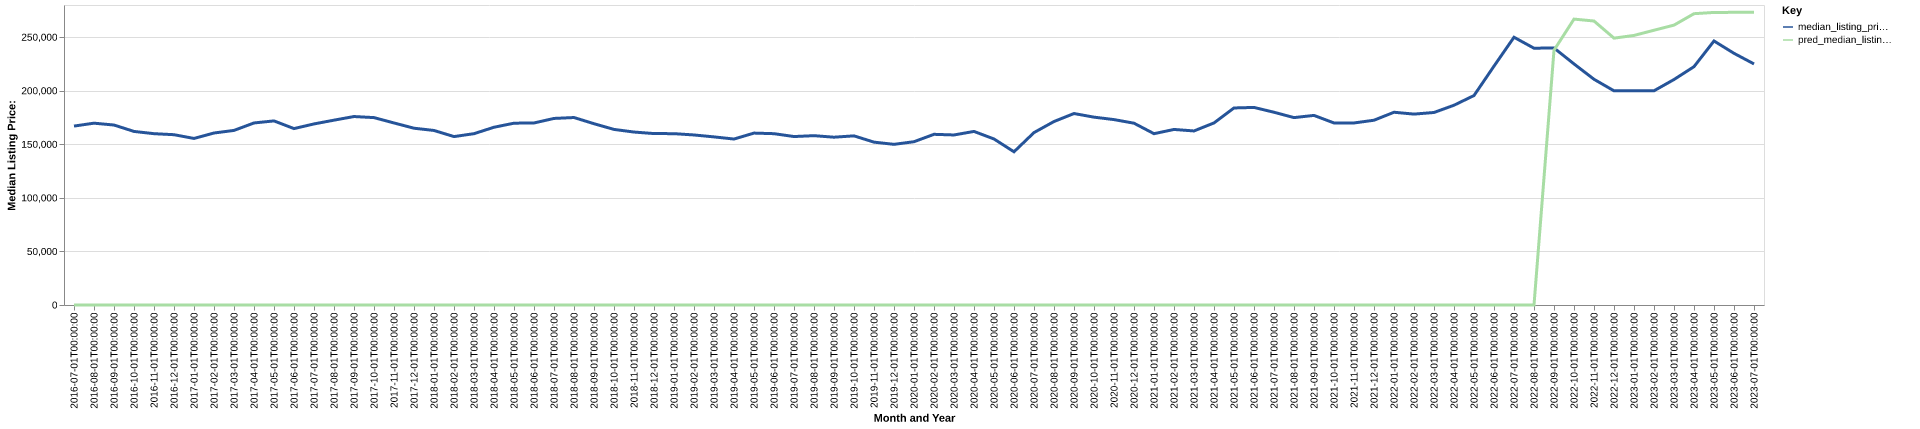 Key
median_listing_pri…
pred_median_listin…
Median Listing Price:
250,000
200,000
150,000
100,000
50,000
0
2016-07-01T00:00:00
2016-08-01T00:00:00
2016-09-01T00:00:00
2016-10-01T00:00:00
2016-11-01T00:00:00
2016-12-01T00:00:00
2017-01-01T00:00:00
2017-02-01T00:00:00
2017-03-01T00:00:00
2017-04-01T00:00:00
2017-05-01T00:00:00
2017-06-01T00:00:00
2017-07-01T00:00:00
2017-08-01T00:00:00
2017-09-01T00:00:00
2017-10-01T00:00:00
2017-11-01T00:00:00
2017-12-01T00:00:00
2018-01-01T00:00:00
2018-02-01T00:00:00
2018-03-01T00:00:00
2018-04-01T00:00:00
2018-05-01T00:00:00
2018-06-01T00:00:00
2018-07-01T00:00:00
2018-08-01T00:00:00
2018-09-01T00:00:00
2018-10-01T00:00:00
2018-11-01T00:00:00
2018-12-01T00:00:00
2019-01-01T00:00:00
2019-02-01T00:00:00
2019-03-01T00:00:00
2019-04-01T00:00:00
2019-05-01T00:00:00
2019-06-01T00:00:00
2019-07-01T00:00:00
2019-08-01T00:00:00
2019-09-01T00:00:00
2019-10-01T00:00:00
2019-11-01T00:00:00
2019-12-01T00:00:00
2020-01-01T00:00:00
2020-02-01T00:00:00
2020-03-01T00:00:00
2020-04-01T00:00:00
2020-05-01T00:00:00
2020-06-01T00:00:00
2020-07-01T00:00:00
2020-08-01T00:00:00
2020-09-01T00:00:00
2020-10-01T00:00:00
2020-11-01T00:00:00
2020-12-01T00:00:00
2021-01-01T00:00:00
2021-02-01T00:00:00
2021-03-01T00:00:00
2021-04-01T00:00:00
2021-05-01T00:00:00
2021-06-01T00:00:00
2021-07-01T00:00:00
2021-08-01T00:00:00
2021-09-01T00:00:00
2021-10-01T00:00:00
2021-11-01T00:00:00
2021-12-01T00:00:00
2022-01-01T00:00:00
2022-02-01T00:00:00
2022-03-01T00:00:00
2022-04-01T00:00:00
2022-05-01T00:00:00
2022-06-01T00:00:00
2022-07-01T00:00:00
2022-08-01T00:00:00
2022-09-01T00:00:00
2022-10-01T00:00:00
2022-11-01T00:00:00
2022-12-01T00:00:00
2023-01-01T00:00:00
2023-02-01T00:00:00
2023-03-01T00:00:00
2023-04-01T00:00:00
2023-05-01T00:00:00
2023-06-01T00:00:00
2023-07-01T00:00:00
Month and Year